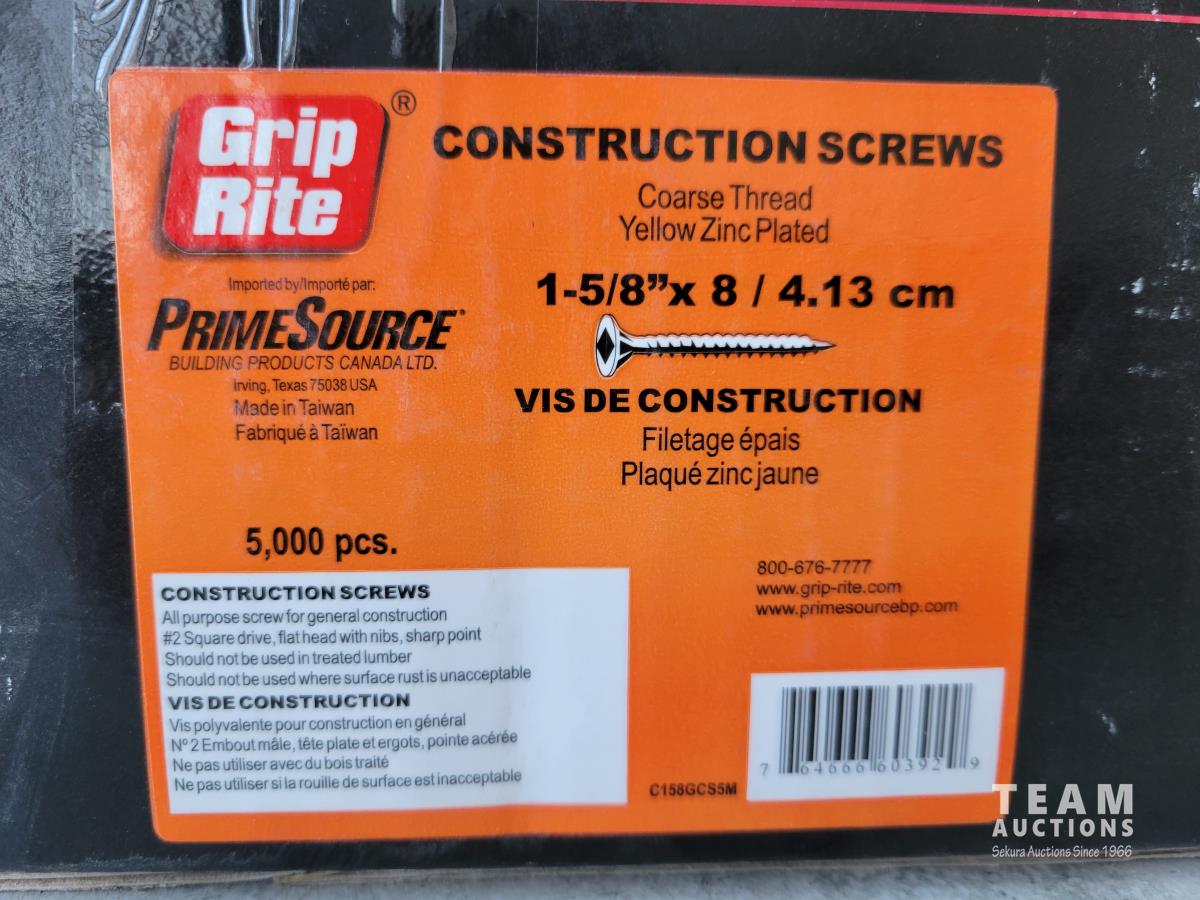 Grip
Rite
®
CONSTRUCTION SCREWS
Coarse Thread
Yellow Zinc Plated
1-5/8”x 8 / 4.13 cm
Imported by/Importé par:
PRIMESOURCE
BUILDING PRODUCTS CANADA LTD.
Irving, Texas 75038 USA
Made in Taiwan
Fabriqué à Taïwan
VIS DE CONSTRUCTION
Filetage épais
Plaqué zinc jaune
5,000 pcs.
800-676-7777
www.grip-rite.com
www.primesourcebp.com
CONSTRUCTION SCREWS
All purpose screw for general construction
#2 Square drive, flat head with nibs, sharp point
Should not be used in treated lumber
Should not be used where surface rust is unacceptable
VIS DE CONSTRUCTION
Vis polyvalente pour construction en général
Nº 2 Embout mâle, tête plate et ergots, pointe acérée
Ne pas utiliser avec du bois traité
Ne pas utiliser si la rouille de surface est inacceptable
C158GCS5M
7 64666 60392 9
TEAM
AUCTIONS
Sekura Auctions Since 1966